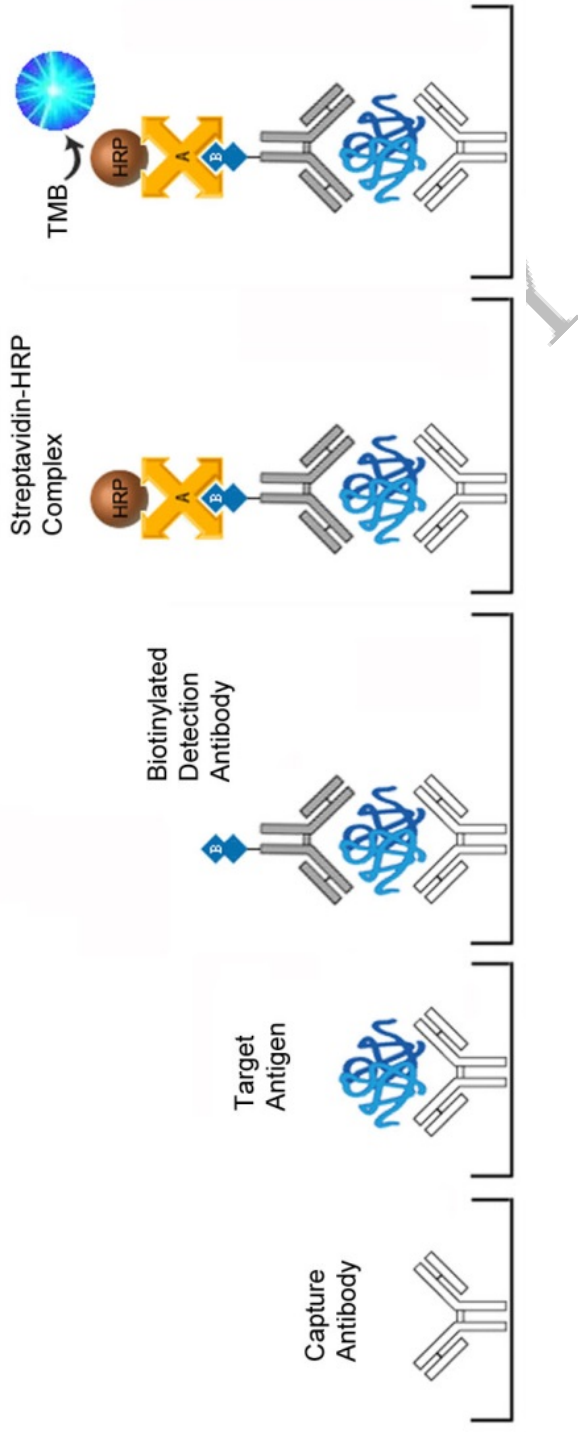 Capture
Antibody
Target
Antigen
B
Biotinylated
Detection
Antibody
Streptavidin-HRP
Complex
HRP
A
B
TMB
HRP
A
B